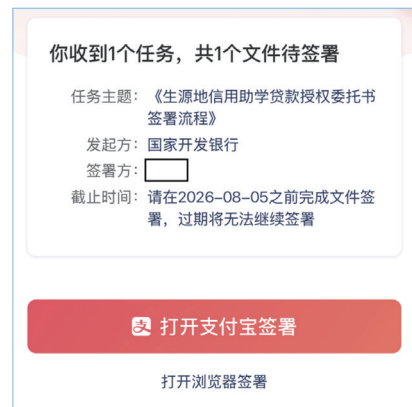 你收到1个任务，共1个文件待签署
任务主题：《生源地信用助学贷款授权委托书
签署流程》
发起方：国家开发银行
签署方：
截止时间：请在2026-08-05之前完成文件签
署，过期将无法继续签署
支 打开支付宝签署
打开浏览器签署